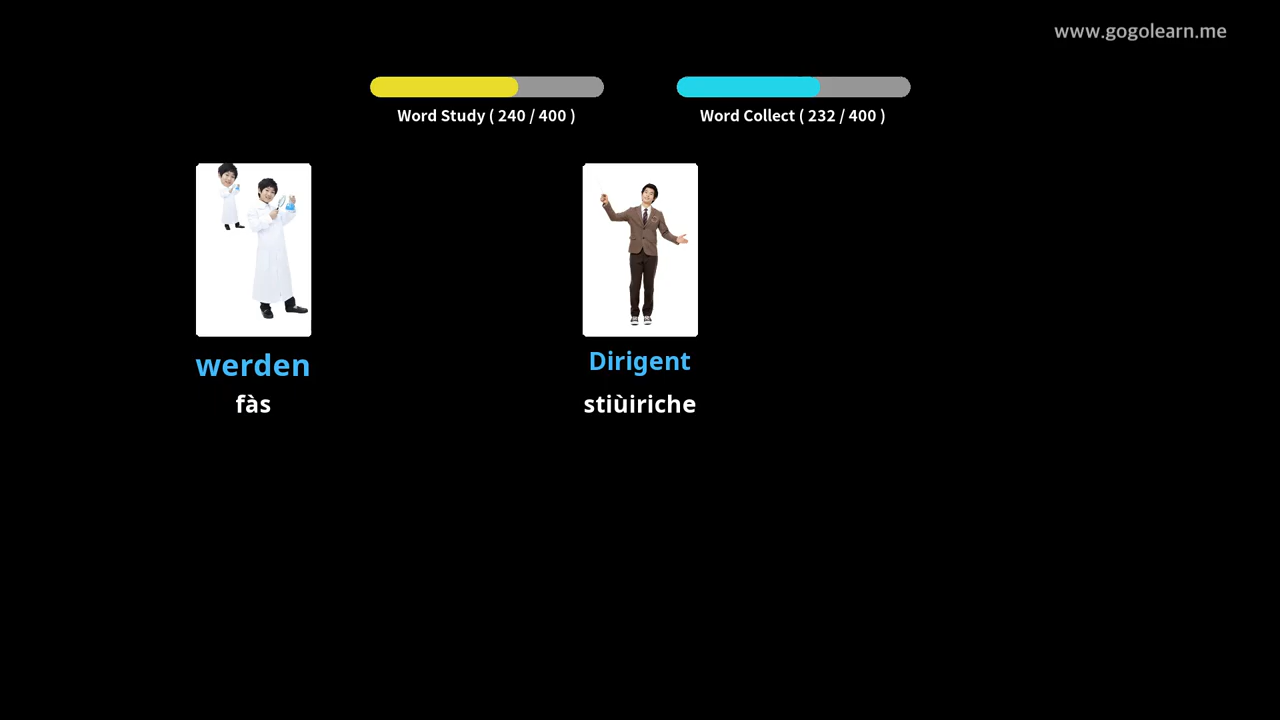 www.gogolearn.me
Word Study ( 240 / 400 )
Word Collect ( 232 / 400 )
werden
fàs
Dirigent
stiùiriche